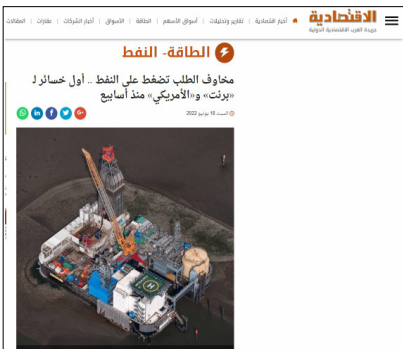 الاقتصادية
جريدة العرب الاقتصادية الدولية
أخبار اقتصادية | تقارير وتحليلات | أسواق الأسهم | الطاقة | الأسواق | أخبار الشركات | عقارات | المقالات
الطاقة- النفط
مخاوف الطلب تضغط على النفط .. أول خسائر لـ
«برنت» و«الأمريكي» منذ أسابيع
السبت 18 يونيو 2022
H